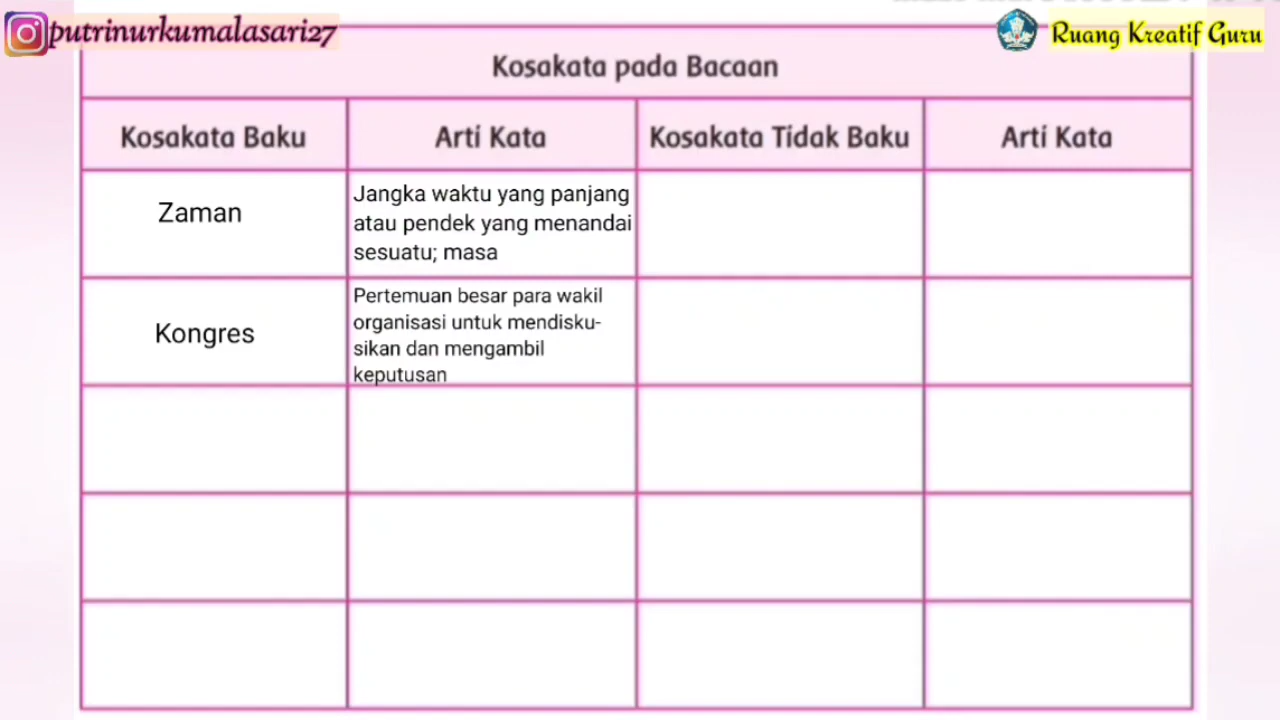 putrinurkumalasari27
Ruang Kreatif Guru
Kosakata pada Bacaan
Kosakata Baku
Arti Kata
Kosakata Tidak Baku
Arti Kata
Zaman
Jangka waktu yang panjang
atau pendek yang menandai
sesuatu; masa
Kongres
Pertemuan besar para wakil
organisasi untuk mendisku-
sikan dan mengambil
keputusan